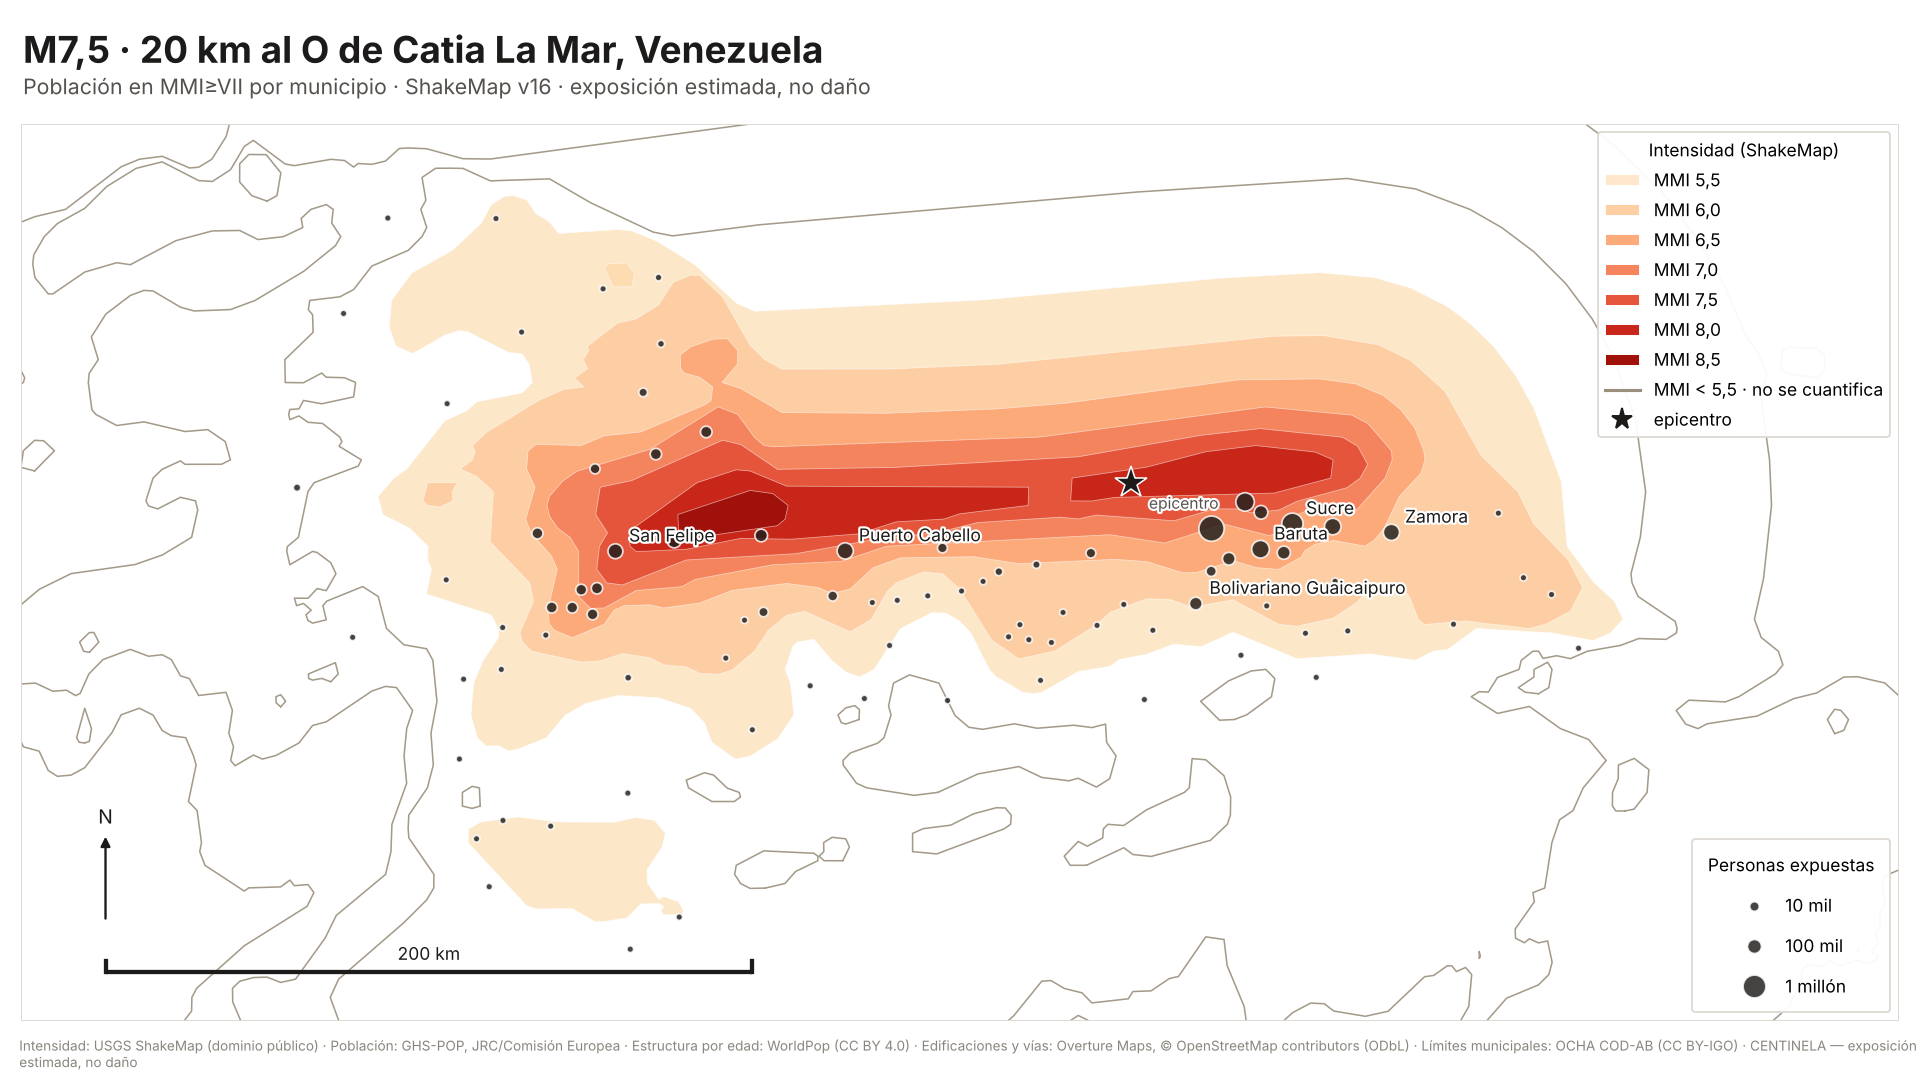 M7,5 · 20 km al O de Catia La Mar, Venezuela
Población en MMI≥VII por municipio · ShakeMap v16 · exposición estimada, no daño
Intensidad (ShakeMap)
MMI 5,5
MMI 6,0
MMI 6,5
MMI 7,0
MMI 7,5
MMI 8,0
MMI 8,5
MMI < 5,5 · no se cuantifica
epicentro
epicentro
Sucre
Zamora
San Felipe
Puerto Cabello
Baruta
Bolivariano Guaicaipuro
N
200 km
Personas expuestas
10 mil
100 mil
1 millón
Intensidad: USGS ShakeMap (dominio público) · Población: GHS-POP, JRC/Comisión Europea · Estructura por edad: WorldPop (CC BY 4.0) · Edificaciones y vías: Overture Maps, © OpenStreetMap contributors (ODbL) · Límites municipales: OCHA COD-AB (CC BY-IGO) · CENTINELA — exposición
estimada, no daño